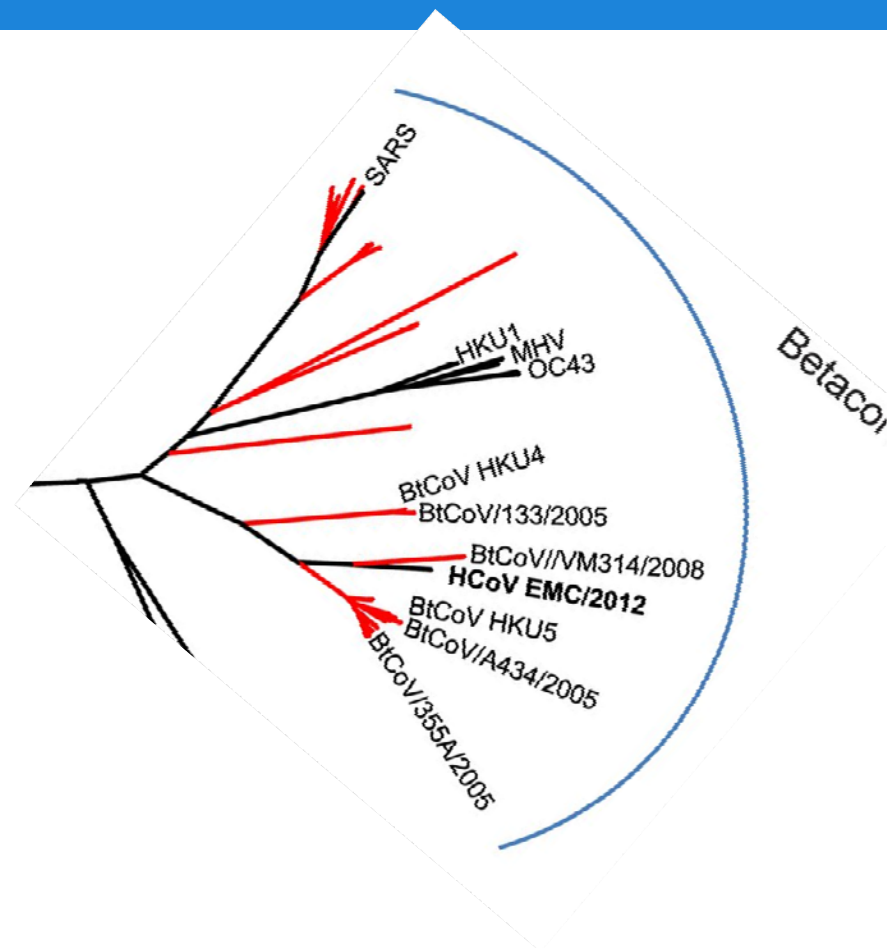 SARS
HKU1
MHV
OC43
Betacor
BtCoV HKU4
BtCoV/133/2005
BtCoV//VM314/2008
HCoV EMC/2012
BtCoV HKU5
BtCoV/A434/2005
BtCoV/355A/2005